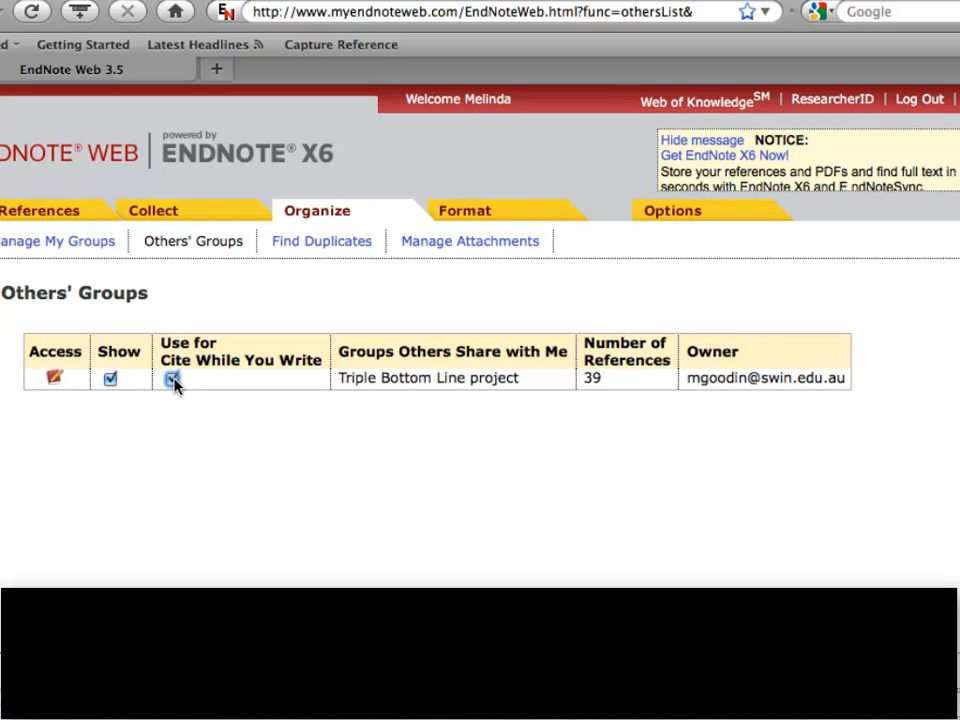 http://www.myendnoteweb.com/EndNoteWeb.html?func=othersList&
Google
Getting Started
Latest Headlines
Capture Reference
EndNote Web 3.5
+
Welcome Melinda
Web of Knowledge SM | ResearcherID | Log Out |
DNOTE® WEB
powered by
ENDNOTE® X6
Hide message NOTICE:
Get EndNote X6 Now!
Store your references and PDFs and find full text in
seconds with EndNote X6 and EndNoteSync.
References
Collect
Organize
Format
Options
anage My Groups
Others' Groups
Find Duplicates
Manage Attachments
Others' Groups
Access
Show
Use for
Cite While You Write
Groups Others Share with Me
Number of
References
Owner
Triple Bottom Line project
39
mgoodin@swin.edu.au